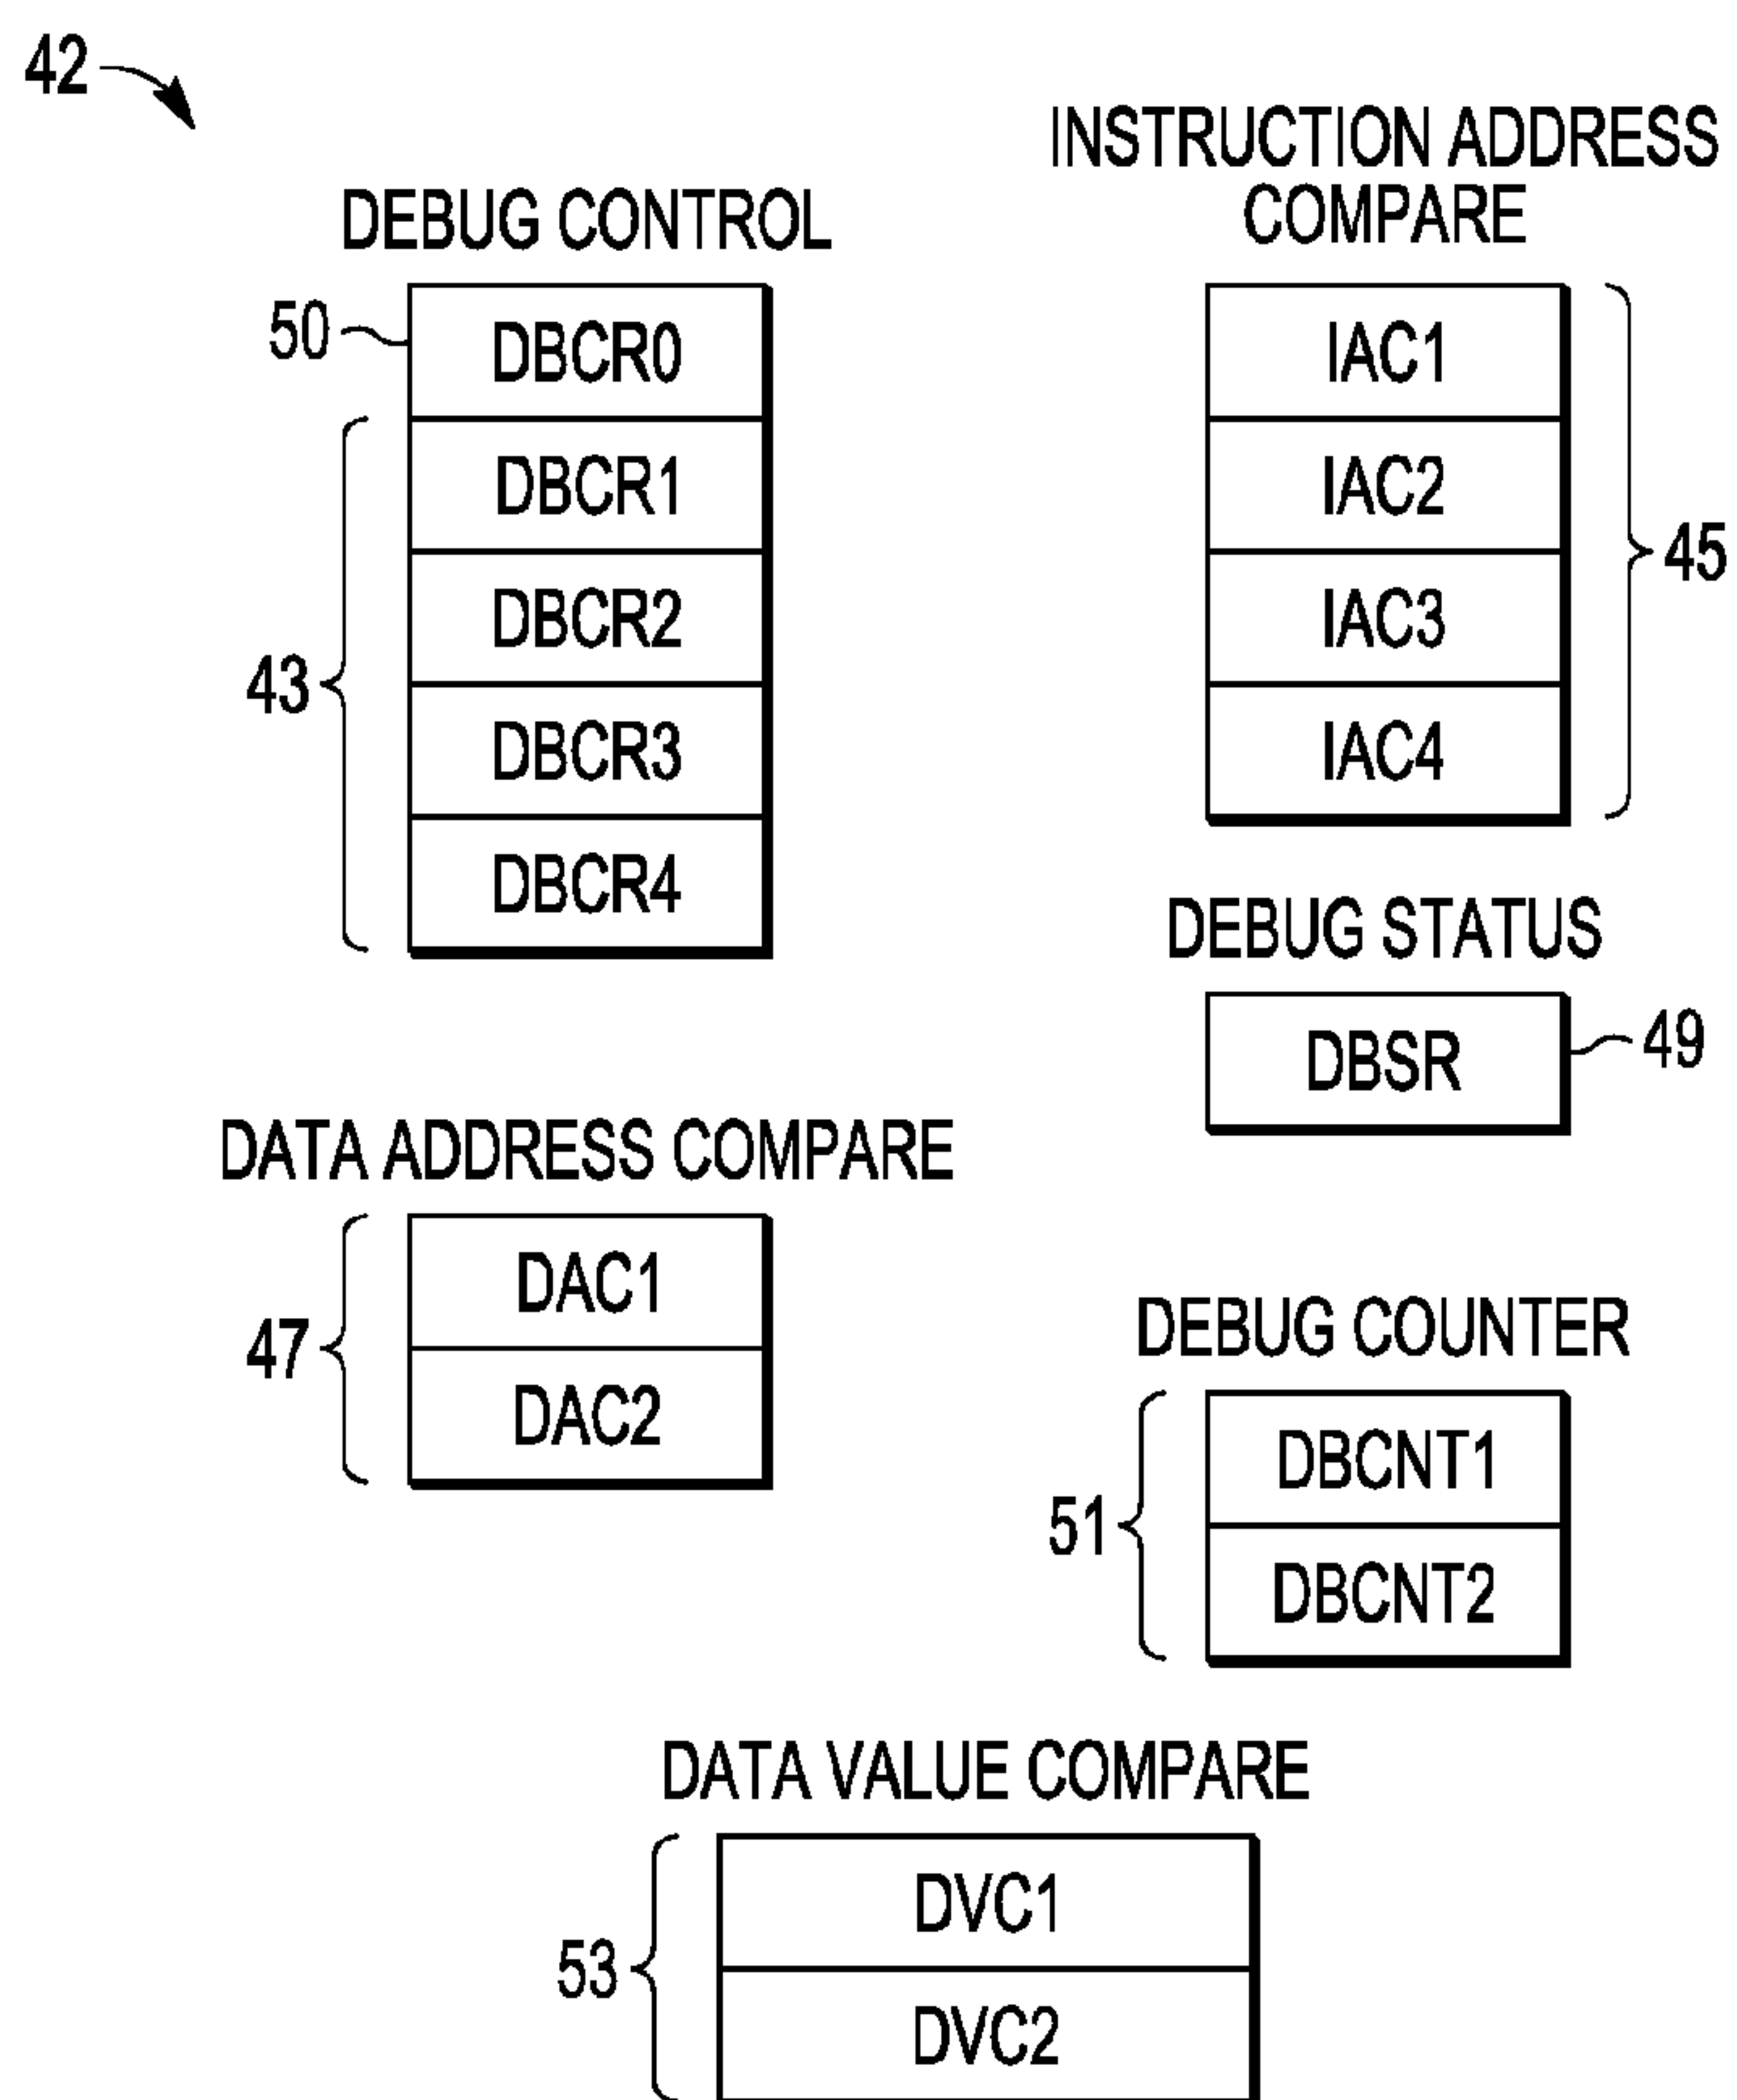 42
DEBUG CONTROL
50
DBCR0
DBCR1
DBCR2
43
DBCR3
DBCR4
INSTRUCTION ADDRESS
COMPARE
IAC1
IAC2
45
IAC3
IAC4
DEBUG STATUS
DBSR
49
DATA ADDRESS COMPARE
DAC1
47
DAC2
DEBUG COUNTER
DBCNT1
51
DBCNT2
DATA VALUE COMPARE
DVC1
53
DVC2